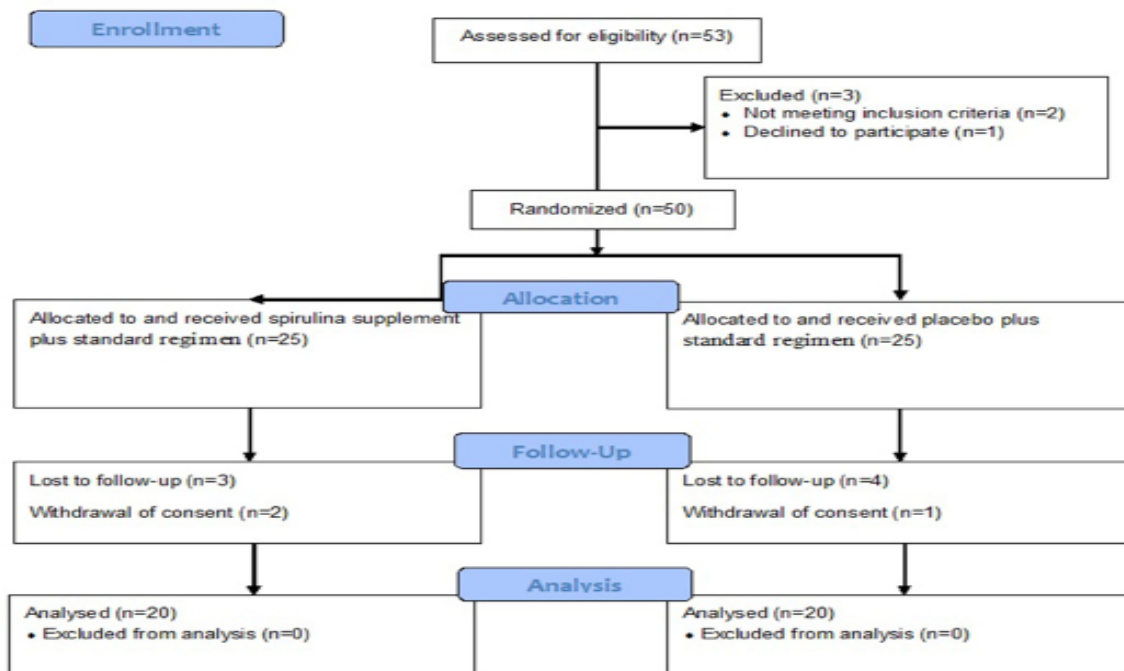 Enrollment
Assessed for eligibility (n=53)
Excluded (n=3)
• Not meeting inclusion criteria (n=2)
• Declined to participate (n=1)
Randomized (n=50)
Allocation
Allocated to and received spirulina supplement
plus standard regimen (n=25)
Allocated to and received placebo plus
standard regimen (n=25)
Follow-Up
Lost to follow-up (n=3)
Withdrawal of consent (n=2)
Lost to follow-up (n=4)
Withdrawal of consent (n=1)
Analysis
Analysed (n=20)
• Excluded from analysis (n=0)
Analysed (n=20)
• Excluded from analysis (n=0)